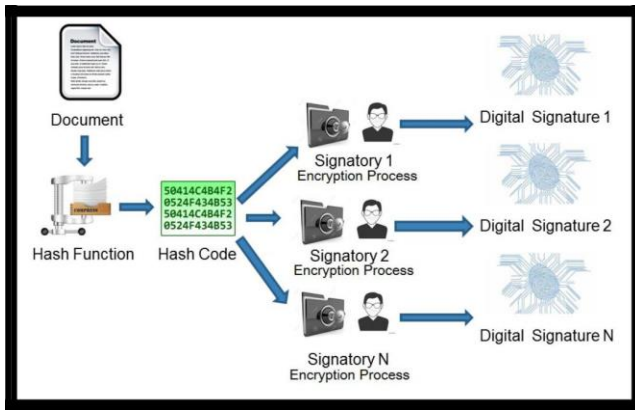 Document
Document
Hash Function
50414C4B4F2
0524F434B53
50414C4B4F2
0524F434B53
Hash Code
Signatory 1
Encryption Process
Digital Signature 1
Signatory 2
Encryption Process
Digital Signature 2
Signatory N
Encryption Process
Digital Signature N